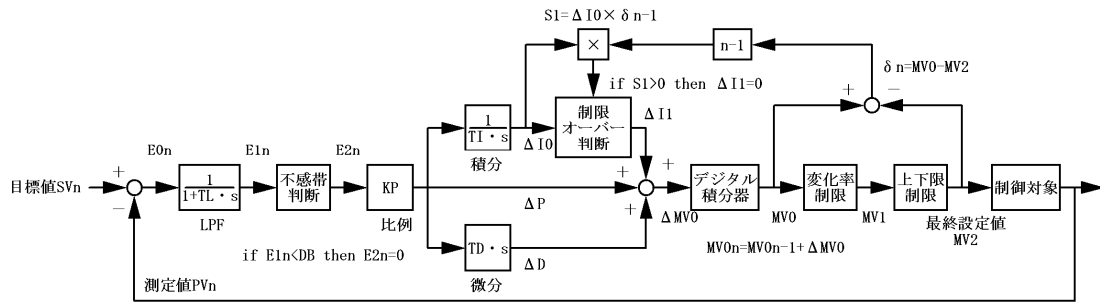 S1=ΔI0×δn-1
×
n-1
δn=MV0-MV2
if S1>0 then ΔI1=0
+
−
1
TI・s
積分
ΔI0
制限
オーバー
判断
ΔI1
E0n
E1n
E2n
目標値SVn
+
−
1
1+TL・s
LPF
不感帯
判断
KP
比例
ΔP
+
+
+
ΔMV0
デジタル
積分器
MV0
変化率
制限
MV1
上下限
制限
最終設定値
MV2
制御対象
if E1n<DB then E2n=0
TD・s
微分
ΔD
MV0n=MV0n-1+ΔMV0
測定値PVn